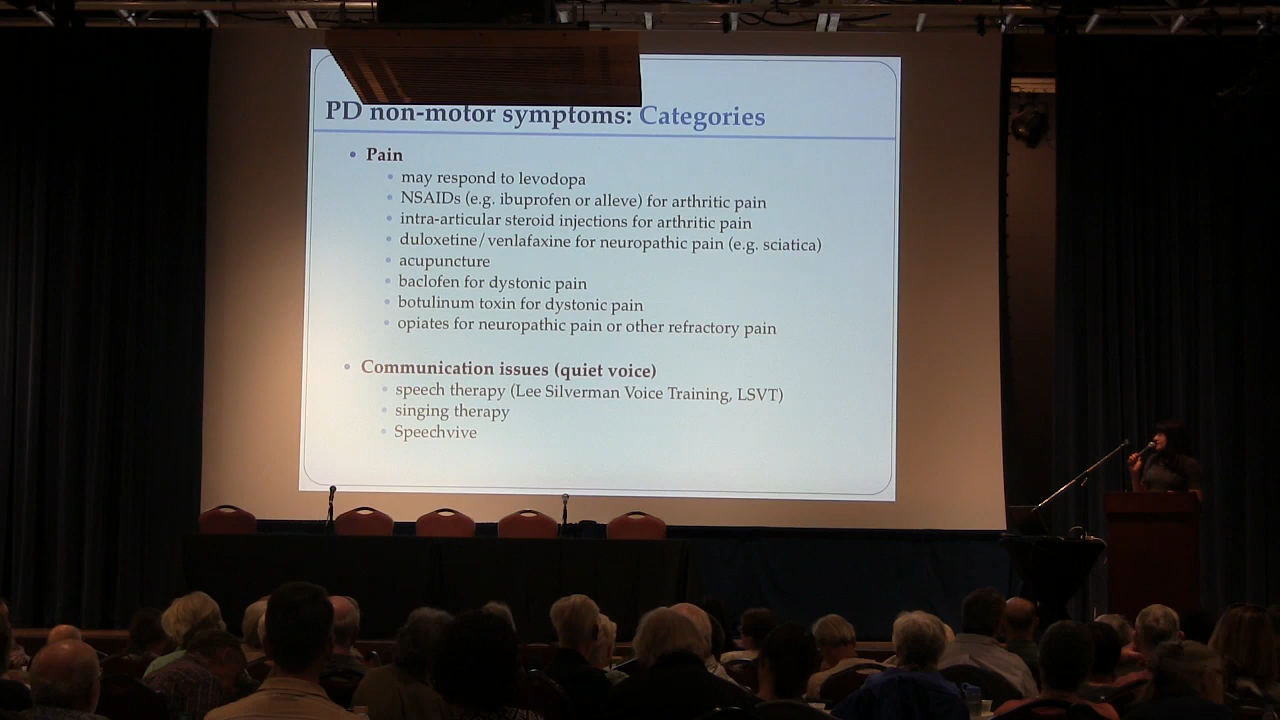 PD non-motor symptoms: Categories
• Pain
• may respond to levodopa
• NSAIDs (e.g. ibuprofen or alleve) for arthritic pain
• intra-articular steroid injections for arthritic pain
• duloxetine/venlafaxine for neuropathic pain (e.g. sciatica)
• acupuncture
• baclofen for dystonic pain
• botulinum toxin for dystonic pain
• opiates for neuropathic pain or other refractory pain
• Communication issues (quiet voice)
• speech therapy (Lee Silverman Voice Training, LSVT)
• singing therapy
• Speechvive